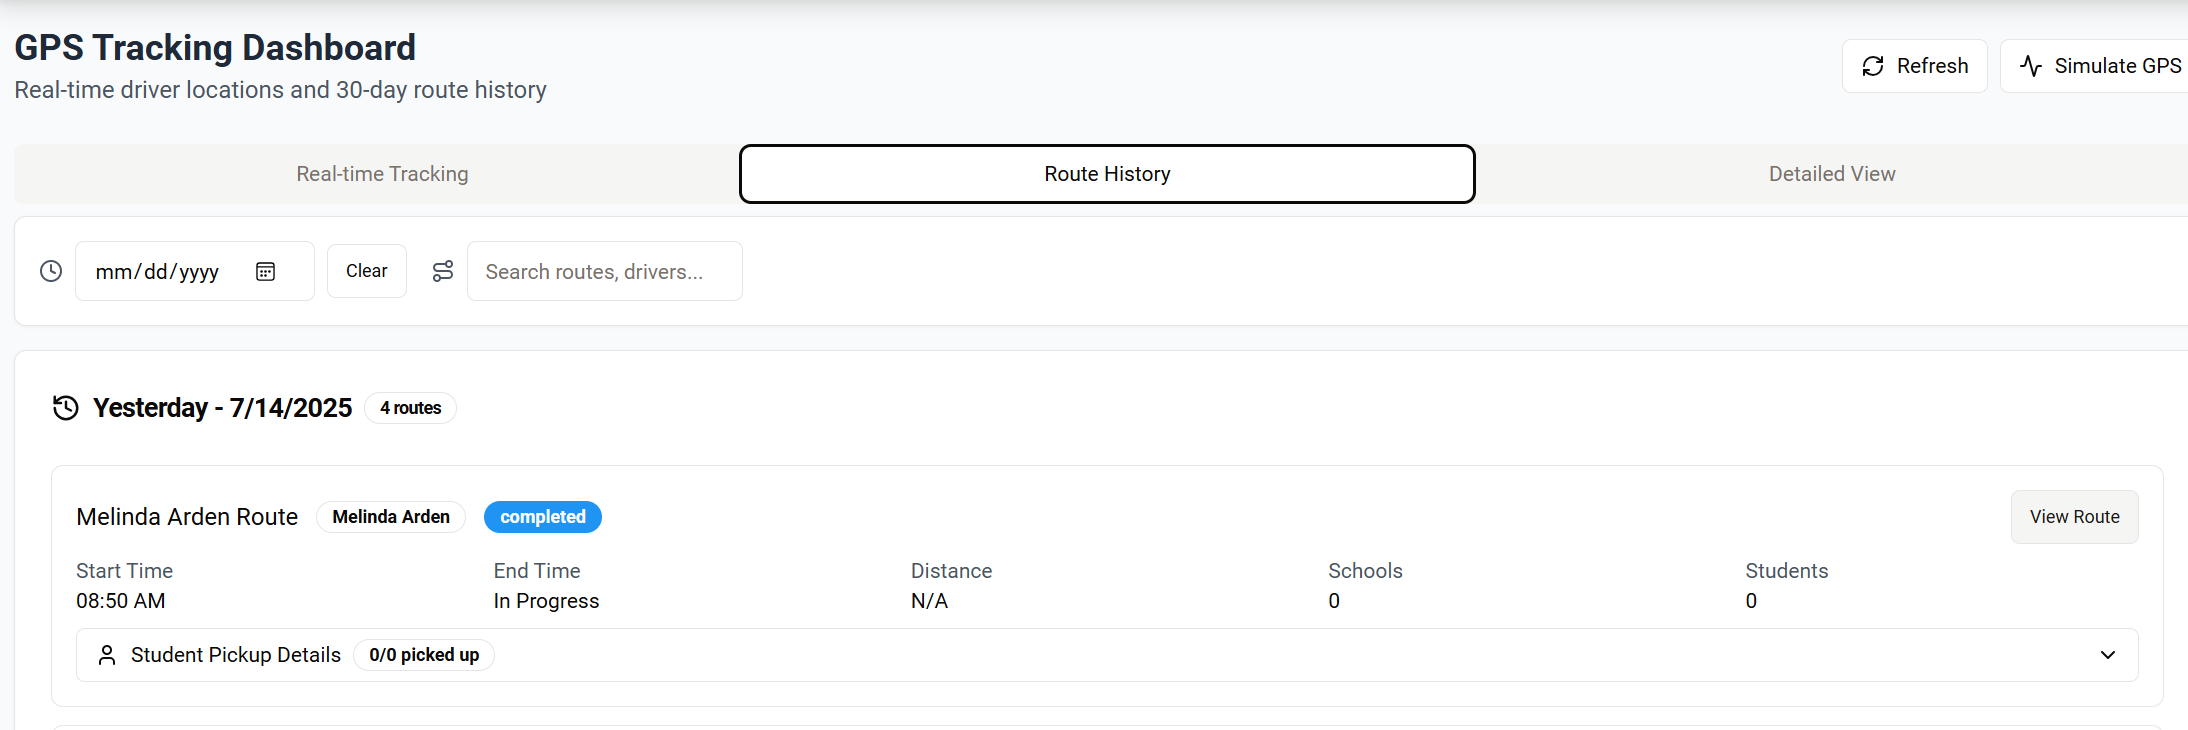 GPS Tracking Dashboard
Real-time driver locations and 30-day route history
Refresh
Simulate GPS
Real-time Tracking
Route History
Detailed View
mm/dd/yyyy
Clear
Search routes, drivers...
Yesterday - 7/14/2025
4 routes
Melinda Arden Route
Melinda Arden
completed
View Route
Start Time
08:50 AM
End Time
In Progress
Distance
N/A
Schools
0
Students
0
Student Pickup Details
0/0 picked up